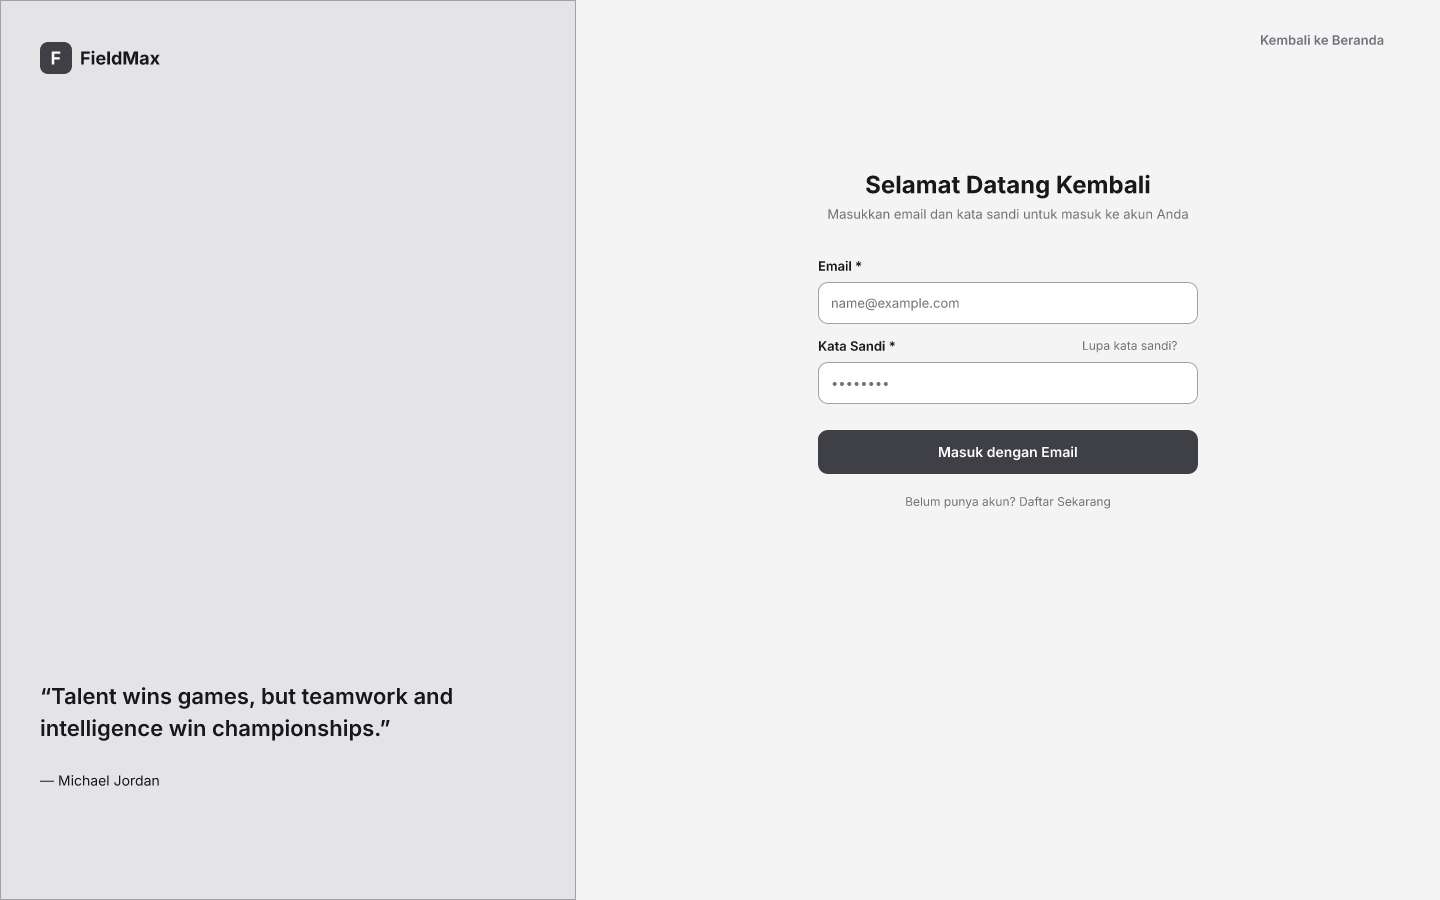 F FieldMax
Kembali ke Beranda
Selamat Datang Kembali
Masukkan email dan kata sandi untuk masuk ke akun Anda
Email *
name@example.com
Kata Sandi * Lupa kata sandi?
••••••••
Masuk dengan Email
Belum punya akun? Daftar Sekarang
“Talent wins games, but teamwork and
intelligence win championships.”
— Michael Jordan